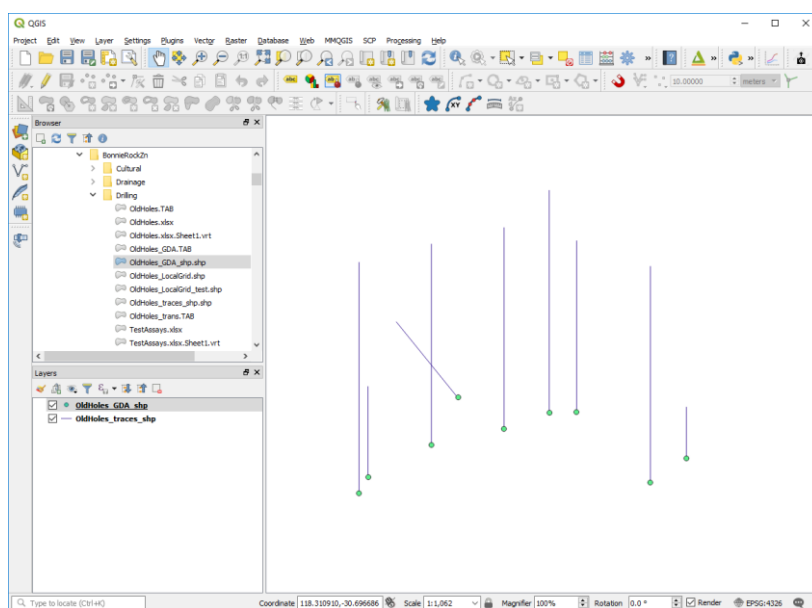 QGIS
Project Edit View Layer Settings Plugins Vector Raster Database Web MMQGIS SCP Processing Help
10.00000 meters
Browser
BonnieRockZn
Cultural
Drainage
Drilling
OldHoles.TAB
OldHoles.xlsx
OldHoles.xlsx.Sheet1.vrt
OldHoles_GDA.TAB
OldHoles_GDA_shp.shp
OldHoles_LocalGrid.shp
OldHoles_LocalGrid_test.shp
OldHoles_traces_shp.shp
OldHoles_trans.TAB
TestAssays.xlsx
TestAssays.xlsx.Sheet1.vrt
Layers
OldHoles_GDA_shp
OldHoles_traces_shp
Type to locate (Ctrl+K) Coordinate 118.310910,-30.696686 Scale 1:1,062 Magnifier 100% Rotation 0.0 ° Render EPSG:4326